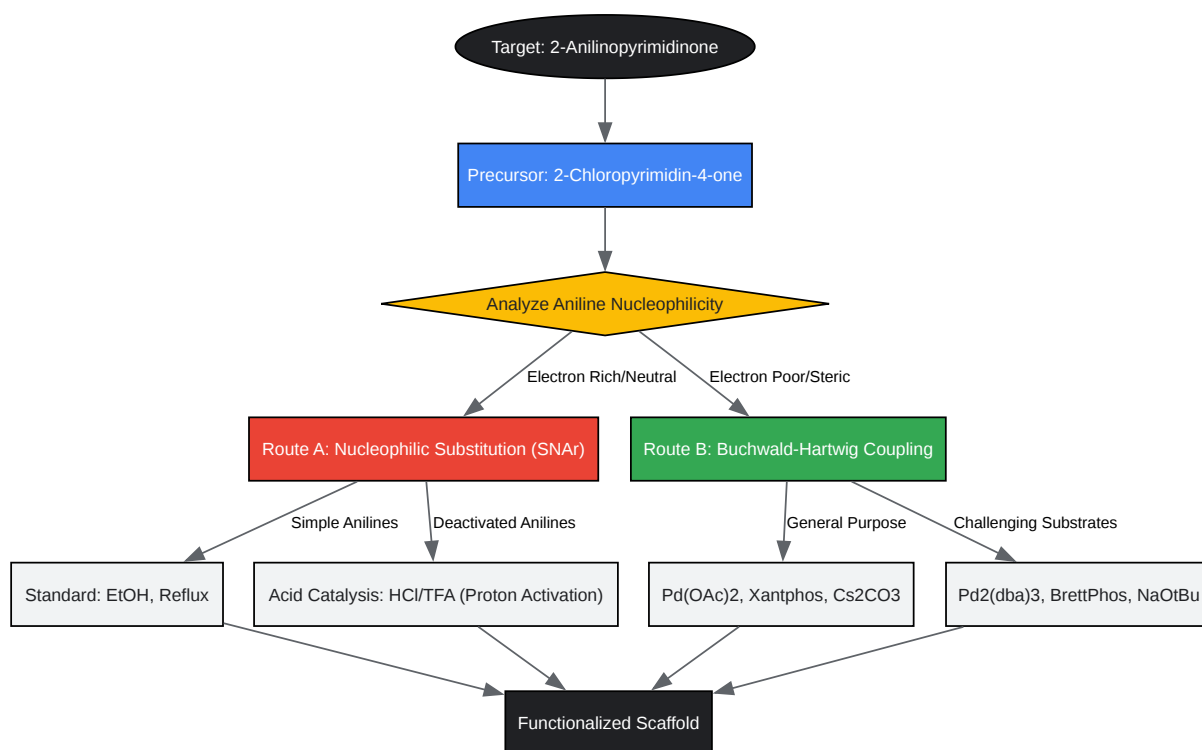 Target: 2-Anilinopyrimidinone
Precursor: 2-Chloropyrimidin-4-one
Analyze Aniline Nucleophilicity
Electron Rich/Neutral
Electron Poor/Steric
Route A: Nucleophilic Substitution (SNAr)
Route B: Buchwald-Hartwig Coupling
Simple Anilines
Deactivated Anilines
General Purpose
Challenging Substrates
Standard: EtOH, Reflux
Acid Catalysis: HCl/TFA (Proton Activation)
Pd(OAc)2, Xantphos, Cs2CO3
Pd2(dba)3, BrettPhos, NaOtBu
Functionalized Scaffold